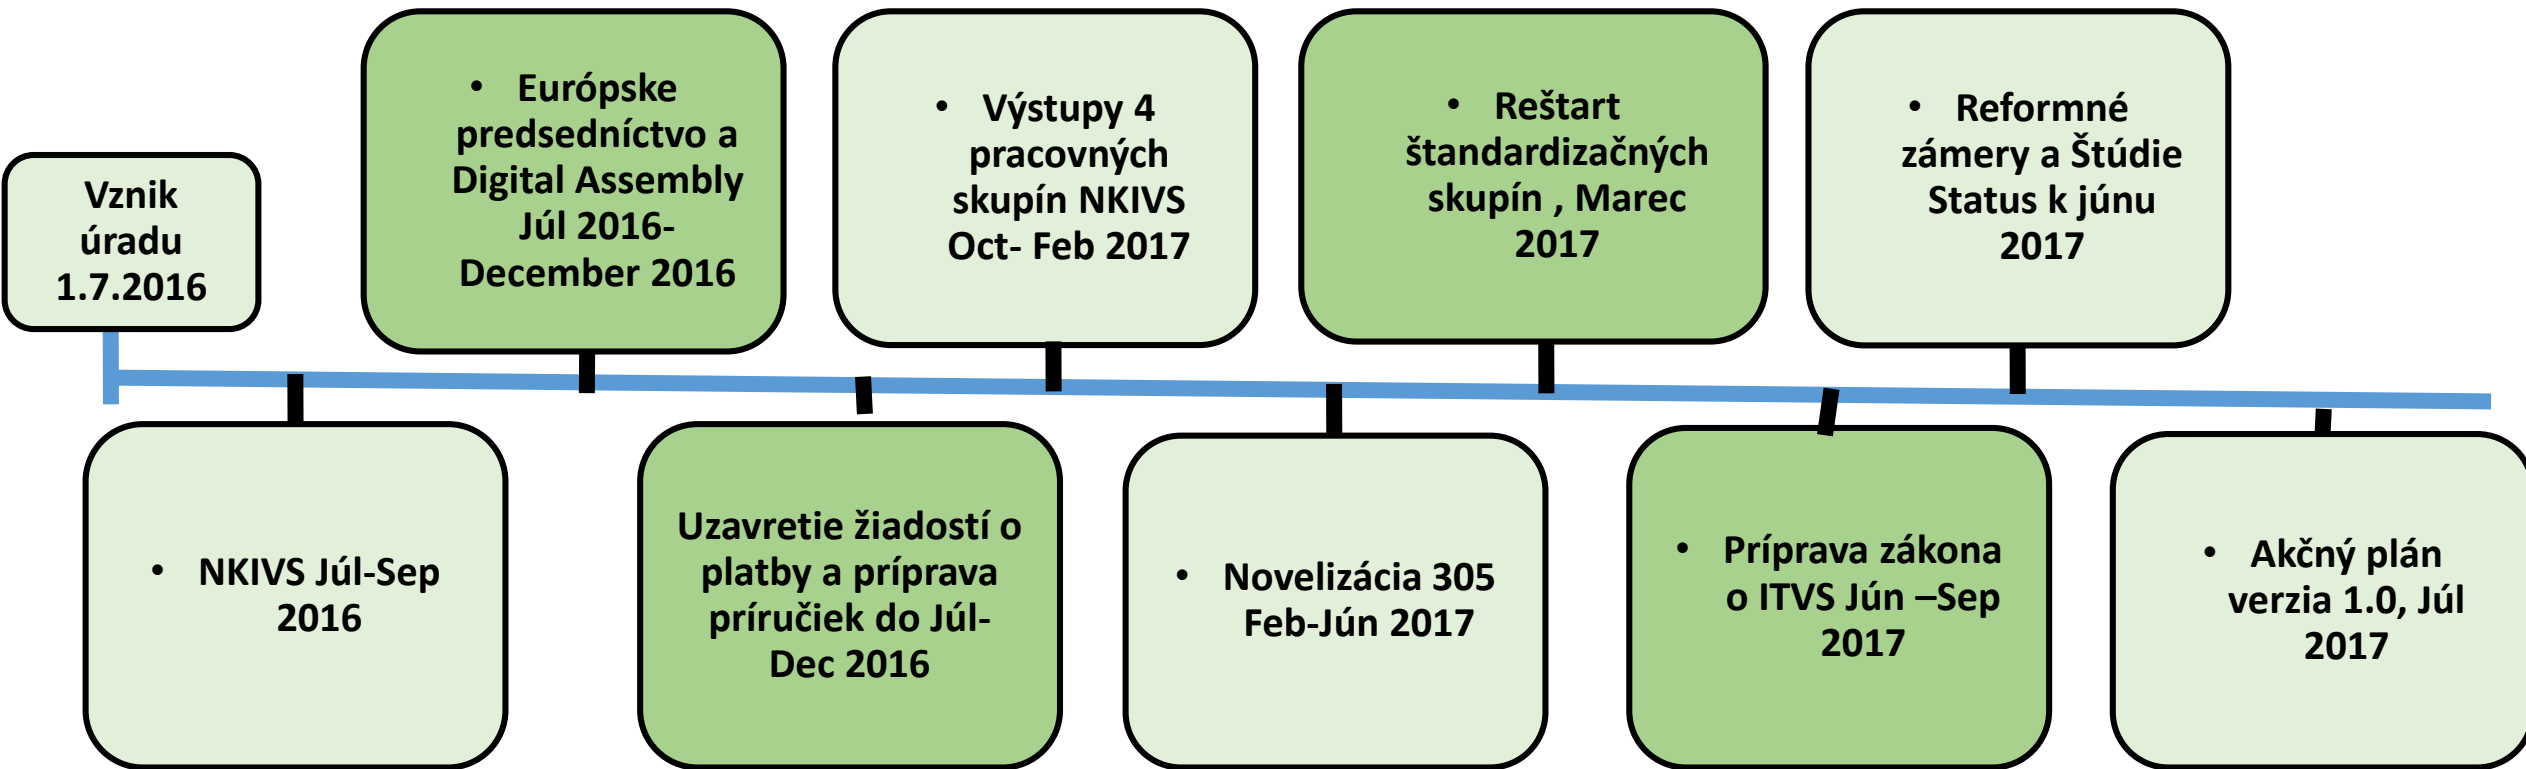 Vznik
úradu
1.7.2016
• NKIVS Júl-Sep
2016
• Európske
predsedníctvo a
Digital Assembly
Júl 2016-
December 2016
Uzavretie žiadostí o
platby a príprava
príručiek do Júl-
Dec 2016
• Výstupy 4
pracovných
skupín NKIVS
Oct- Feb 2017
• Novelizácia 305
Feb-Jún 2017
• Reštart
štandardizačných
skupín , Marec
2017
• Príprava zákona
o ITVS Jún –Sep
2017
• Reformné
zámery a Štúdie
Status k júnu
2017
• Akčný plán
verzia 1.0, Júl
2017